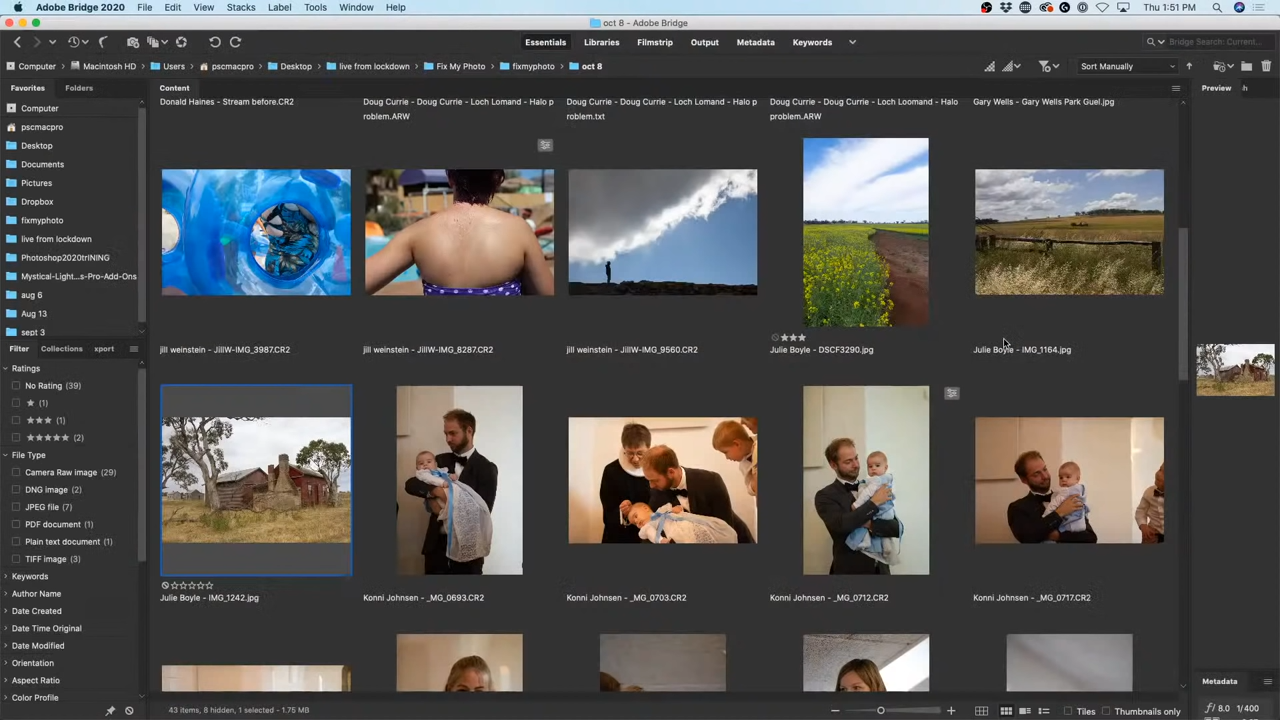 Adobe Bridge 2020 File Edit View Stacks Label Tools Window Help Thu 1:51 PM
oct 8 - Adobe Bridge
Essentials Libraries Filmstrip Output Metadata Keywords Bridge Search: Current...
Computer Macintosh HD Users pscmacpro Desktop live from lockdown Fix My Photo fixmyphoto oct 8 Sort Manually
Favorites Folders
Content
Preview
Computer
pscmacpro
Desktop
Documents
Pictures
Dropbox
fixmyphoto
live from lockdown
Photoshop2020trINING
Mystical-Light...s-Pro-Add-Ons
aug 6
Aug 13
sept 3
Donald Haines - Stream before.CR2
Doug Currie - Doug Currie - Loch Lomand - Halo p
roblem.ARW
Doug Currie - Doug Currie - Loch Lomand - Halo p
roblem.txt
Doug Currie - Doug Currie - Loch Loomand - Halo
problem.ARW
Gary Wells - Gary Wells Park Guel.jpg
jill weinstein - JillW-IMG_3987.CR2
jill weinstein - JillW-IMG_8287.CR2
jill weinstein - JillW-IMG_9560.CR2
Julie Boyle - DSCF3290.jpg
Julie Boyle - IMG_1164.jpg
Julie Boyle - IMG_1242.jpg
Konni Johnsen - _MG_0693.CR2
Konni Johnsen - _MG_0703.CR2
Konni Johnsen - _MG_0712.CR2
Konni Johnsen - _MG_0717.CR2
Filter Collections xport
Ratings
No Rating (39)
★ (1)
★★★ (1)
★★★★★ (2)
File Type
Camera Raw image (29)
DNG image (2)
JPEG file (7)
PDF document (1)
Plain text document (1)
TIFF image (3)
Keywords
Author Name
Date Created
Date Time Original
Date Modified
Orientation
Aspect Ratio
Color Profile
43 items, 8 hidden, 1 selected - 1.75 MB
Tiles Thumbnails only
Metadata
ƒ/ 8.0 1/400